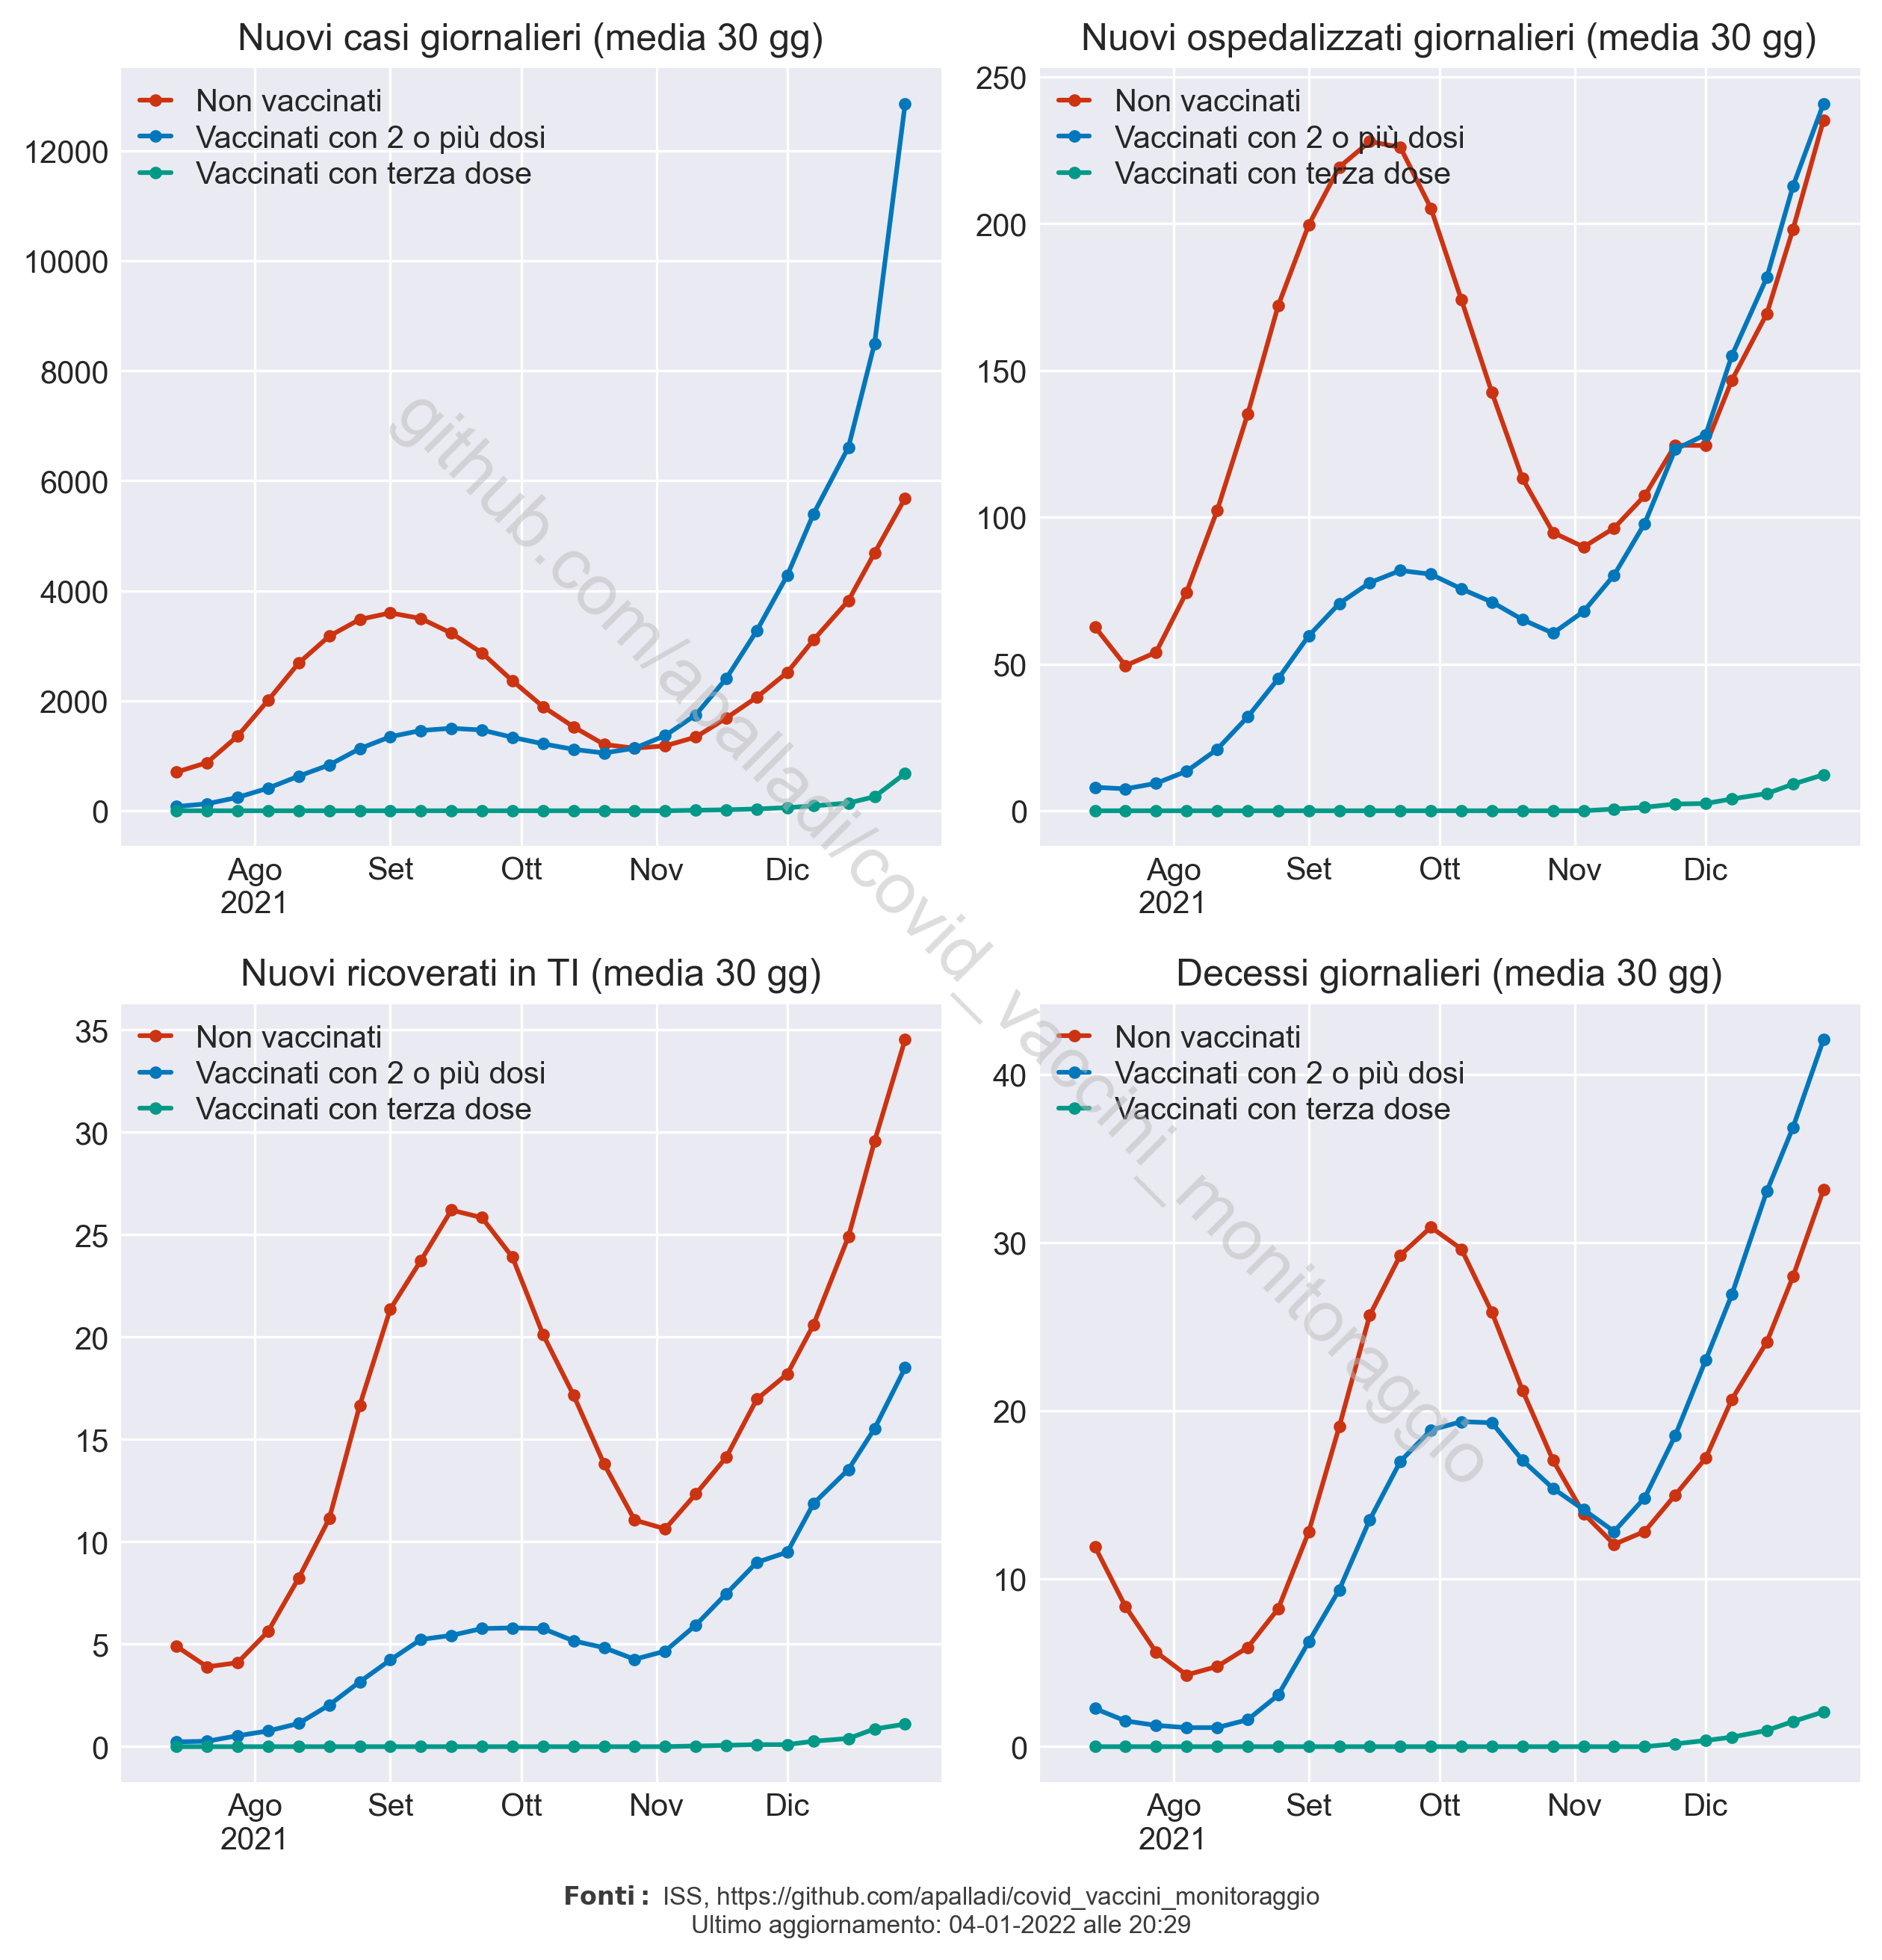 Nuovi casi giornalieri (media 30 gg)
Non vaccinati
Vaccinati con 2 o più dosi
Vaccinati con terza dose
12000
10000
8000
6000
4000
2000
0
Ago
2021
Set
Ott
Nov
Dic
Nuovi ospedalizzati giornalieri (media 30 gg)
Non vaccinati
Vaccinati con 2 o più dosi
Vaccinati con terza dose
250
200
150
100
50
0
Ago
2021
Set
Ott
Nov
Dic
Nuovi ricoverati in TI (media 30 gg)
Non vaccinati
Vaccinati con 2 o più dosi
Vaccinati con terza dose
35
30
25
20
15
10
5
0
Ago
2021
Set
Ott
Nov
Dic
Decessi giornalieri (media 30 gg)
Non vaccinati
Vaccinati con 2 o più dosi
Vaccinati con terza dose
40
30
20
10
0
Ago
2021
Set
Ott
Nov
Dic
github.com/apalladi/covid_vaccini_monitoraggio
Fonti: ISS, https://github.com/apalladi/covid_vaccini_monitoraggio
Ultimo aggiornamento: 04-01-2022 alle 20:29